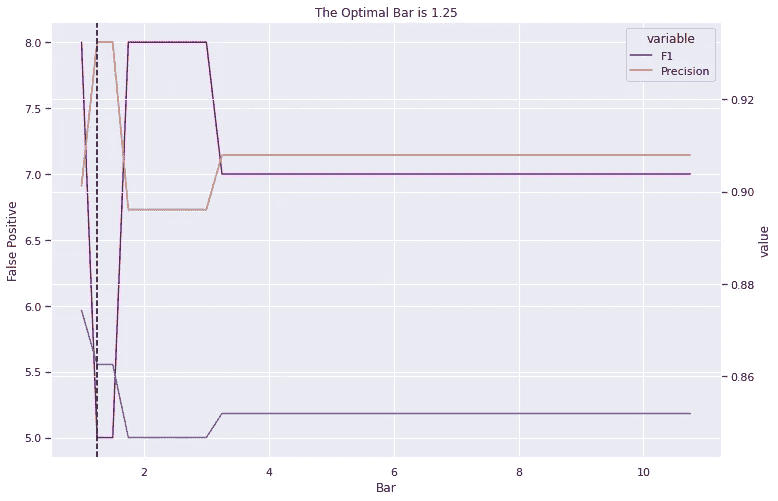 The Optimal Bar is 1.25
variable
F1
Precision
8.0
7.5
7.0
6.5
6.0
5.5
5.0
False Positive
0.92
0.90
0.88
0.86
value
2 4 6 8 10
Bar